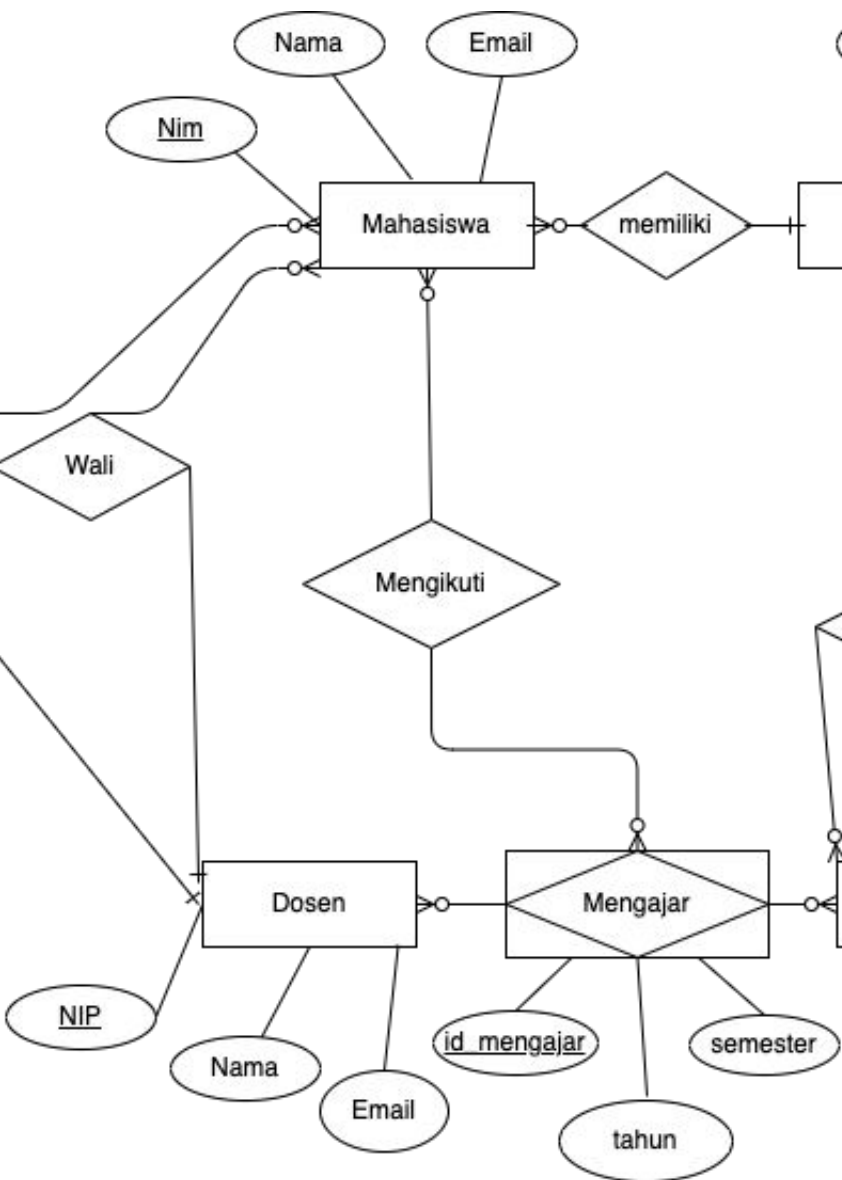 Nama
Email
Nim
Mahasiswa
memiliki
Wali
Mengikuti
Dosen
Mengajar
NIP
Nama
Email
id_mengajar
semester
tahun